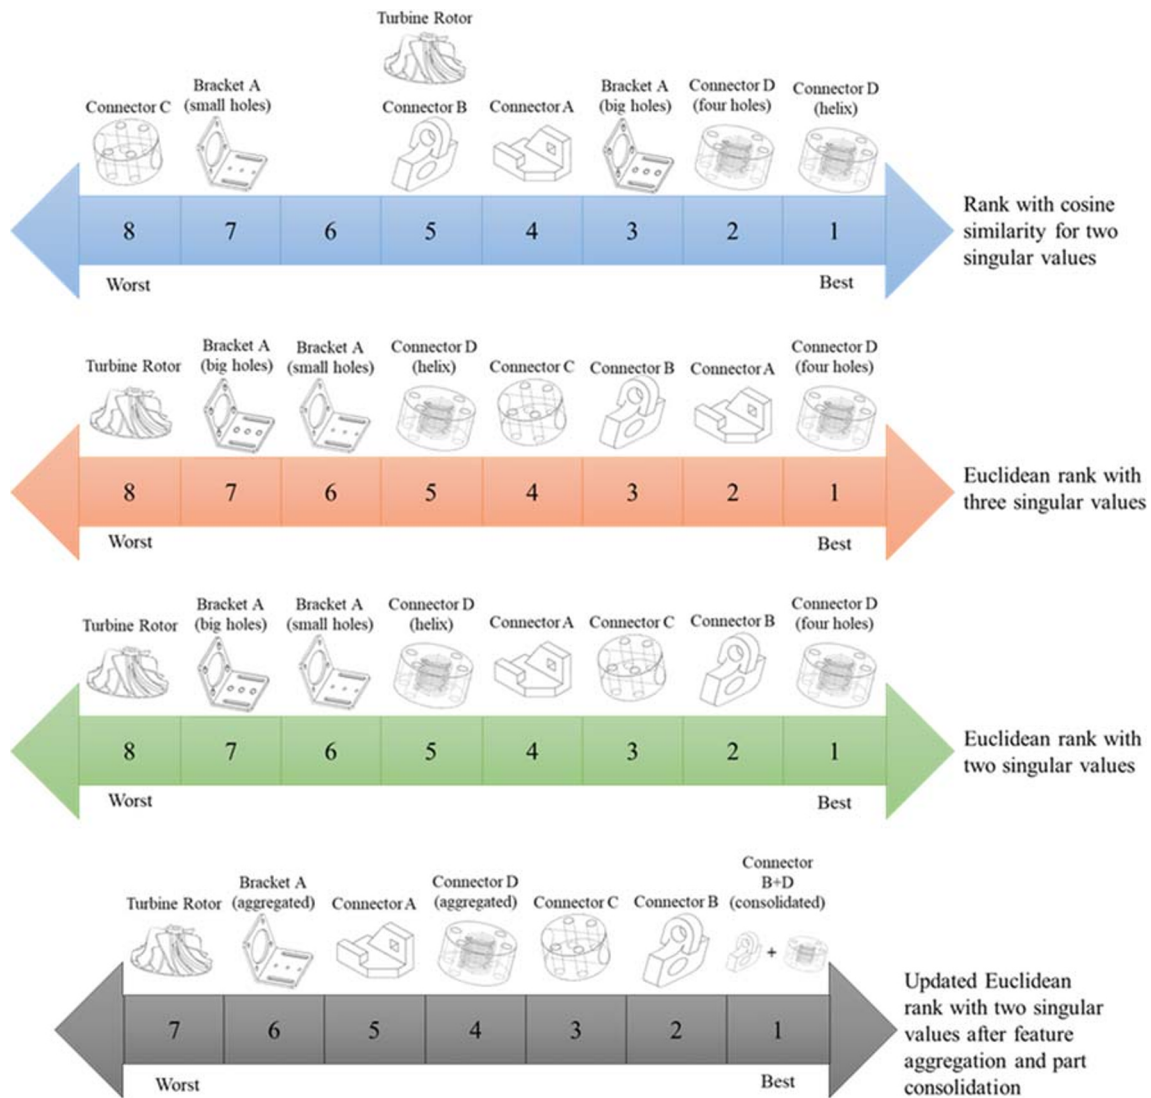 Turbine Rotor
Connector C
Bracket A
(small holes)
Connector B
Connector A
Bracket A
(big holes)
Connector D
(four holes)
Connector D
(helix)
8 7 6 5 4 3 2 1
Worst
Best
Rank with cosine
similarity for two
singular values
Turbine Rotor
Bracket A
(big holes)
Bracket A
(small holes)
Connector D
(helix)
Connector C
Connector B
Connector A
Connector D
(four holes)
8 7 6 5 4 3 2 1
Worst
Best
Euclidean rank with
three singular values
Turbine Rotor
Bracket A
(big holes)
Bracket A
(small holes)
Connector D
(helix)
Connector A
Connector C
Connector B
Connector D
(four holes)
8 7 6 5 4 3 2 1
Worst
Best
Euclidean rank with
two singular values
Turbine Rotor
Bracket A
(aggregated)
Connector A
Connector D
(aggregated)
Connector C
Connector B
Connector
B+D
(consolidated)
+
7 6 5 4 3 2 1
Worst
Best
Updated Euclidean
rank with two singular
values after feature
aggregation and part
consolidation